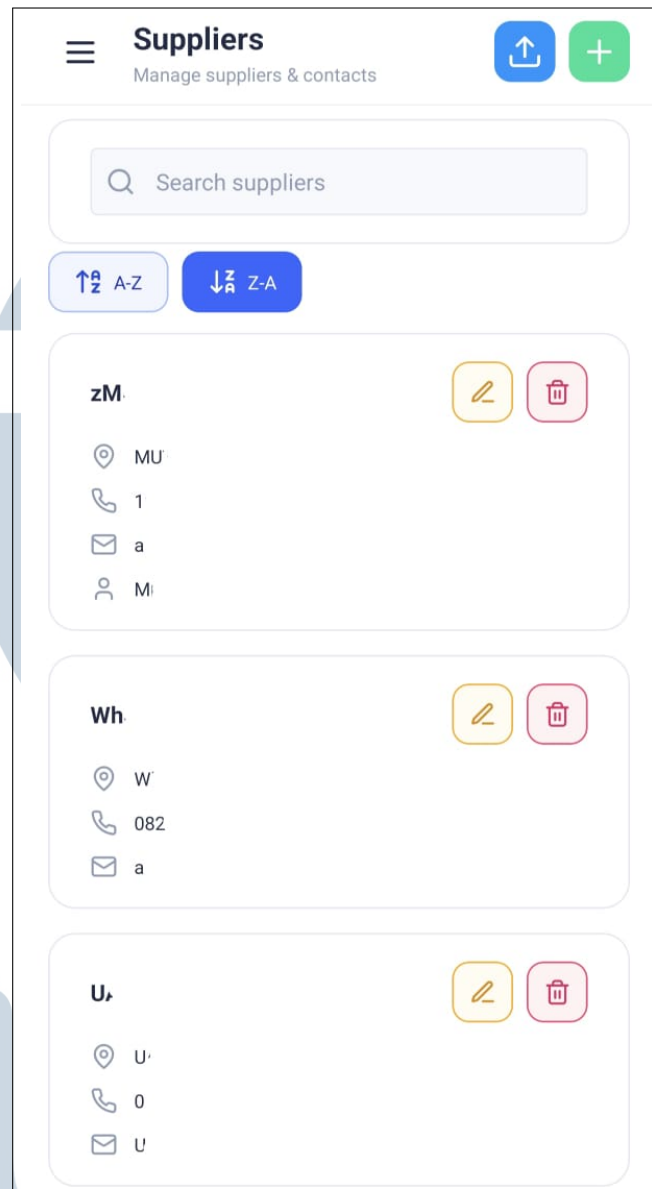 Suppliers
Manage suppliers & contacts
Search suppliers
A-Z
Z-A
zM
MU
1
a
M
Wh
W
082
a
U
U
0
U